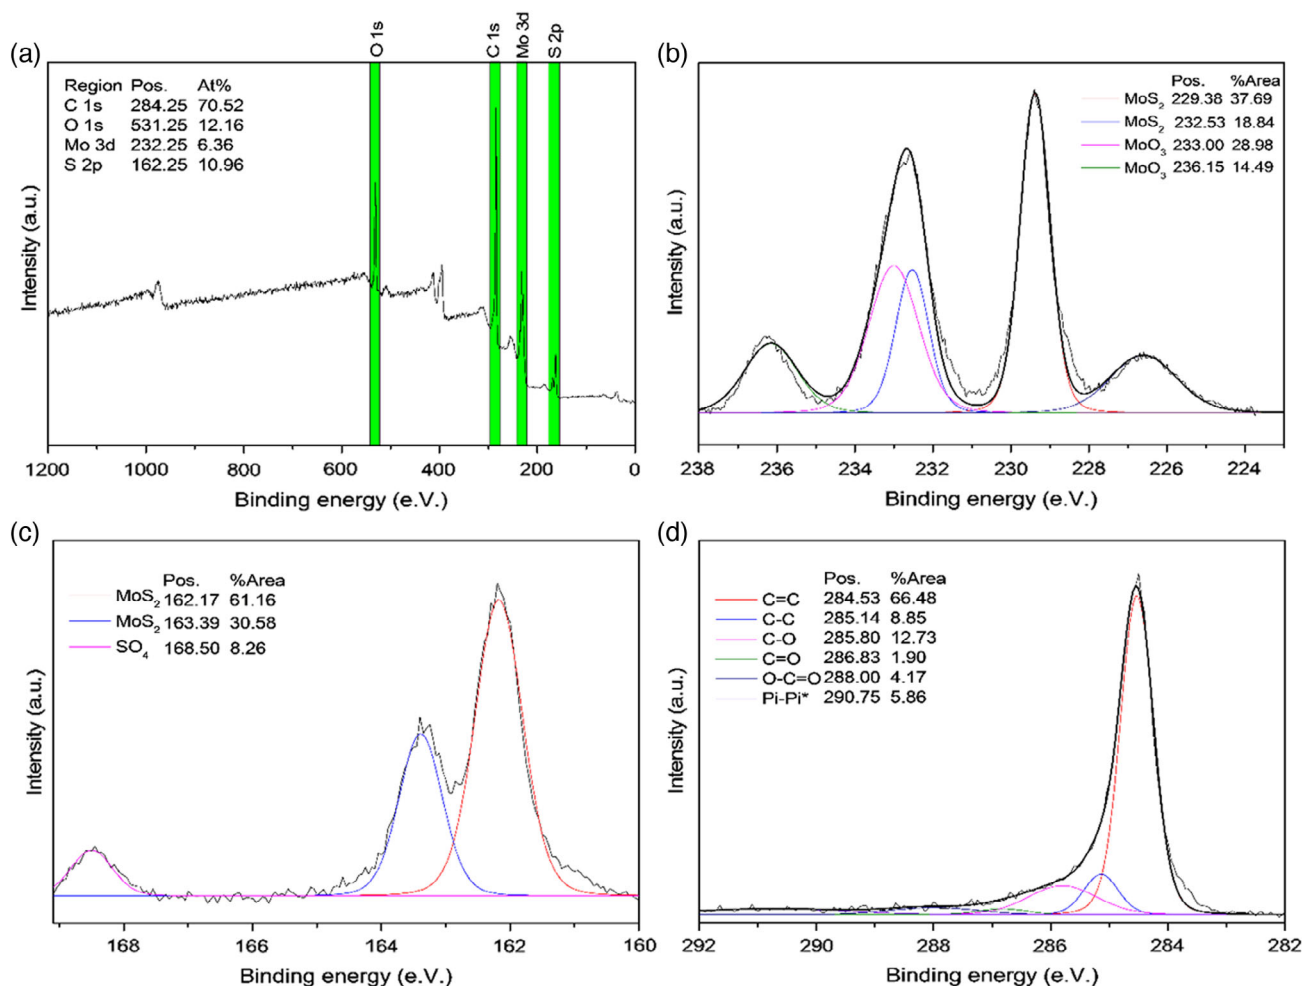 (a)
O 1s
C 1s
Mo 3d
S 2p
Region Pos. At%
C 1s 284.25 70.52
O 1s 531.25 12.16
Mo 3d 232.25 6.36
S 2p 162.25 10.96
Intensity (a.u.)
1200 1000 800 600 400 200 0
Binding energy (e.V.)
(b)
Pos. %Area
MoS2 229.38 37.69
MoS2 232.53 18.84
MoO3 233.00 28.98
MoO3 236.15 14.49
Intensity (a.u.)
238 236 234 232 230 228 226 224
Binding energy (e.V.)
(c)
Pos. %Area
MoS2 162.17 61.16
MoS2 163.39 30.58
SO4 168.50 8.26
Intensity (a.u.)
168 166 164 162 160
Binding energy (e.V.)
(d)
Pos. %Area
C=C 284.53 66.48
C-C 285.14 8.85
C-O 285.80 12.73
C=O 286.83 1.90
O-C=O 288.00 4.17
Pi-Pi* 290.75 5.86
Intensity (a.u.)
292 290 288 286 284 282
Binding energy (e.V.)